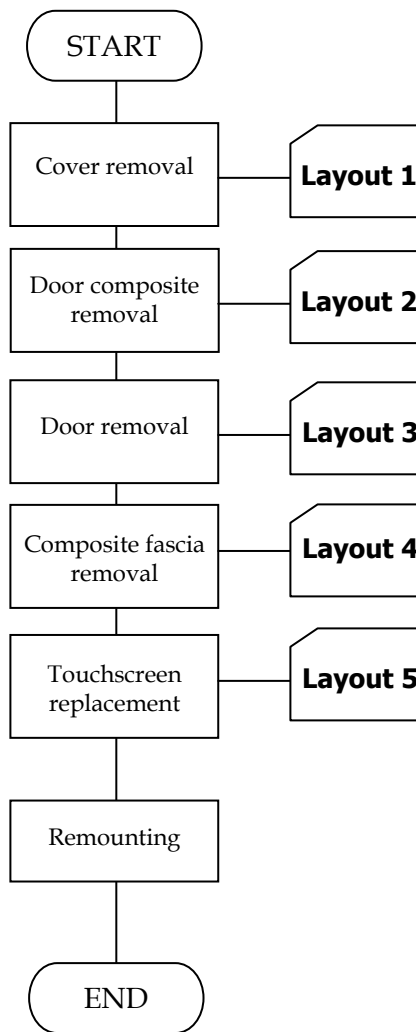 START
Cover removal
Layout 1
Door composite
removal
Layout 2
Door removal
Layout 3
Composite fascia
removal
Layout 4
Touchscreen
replacement
Layout 5
Remounting
END